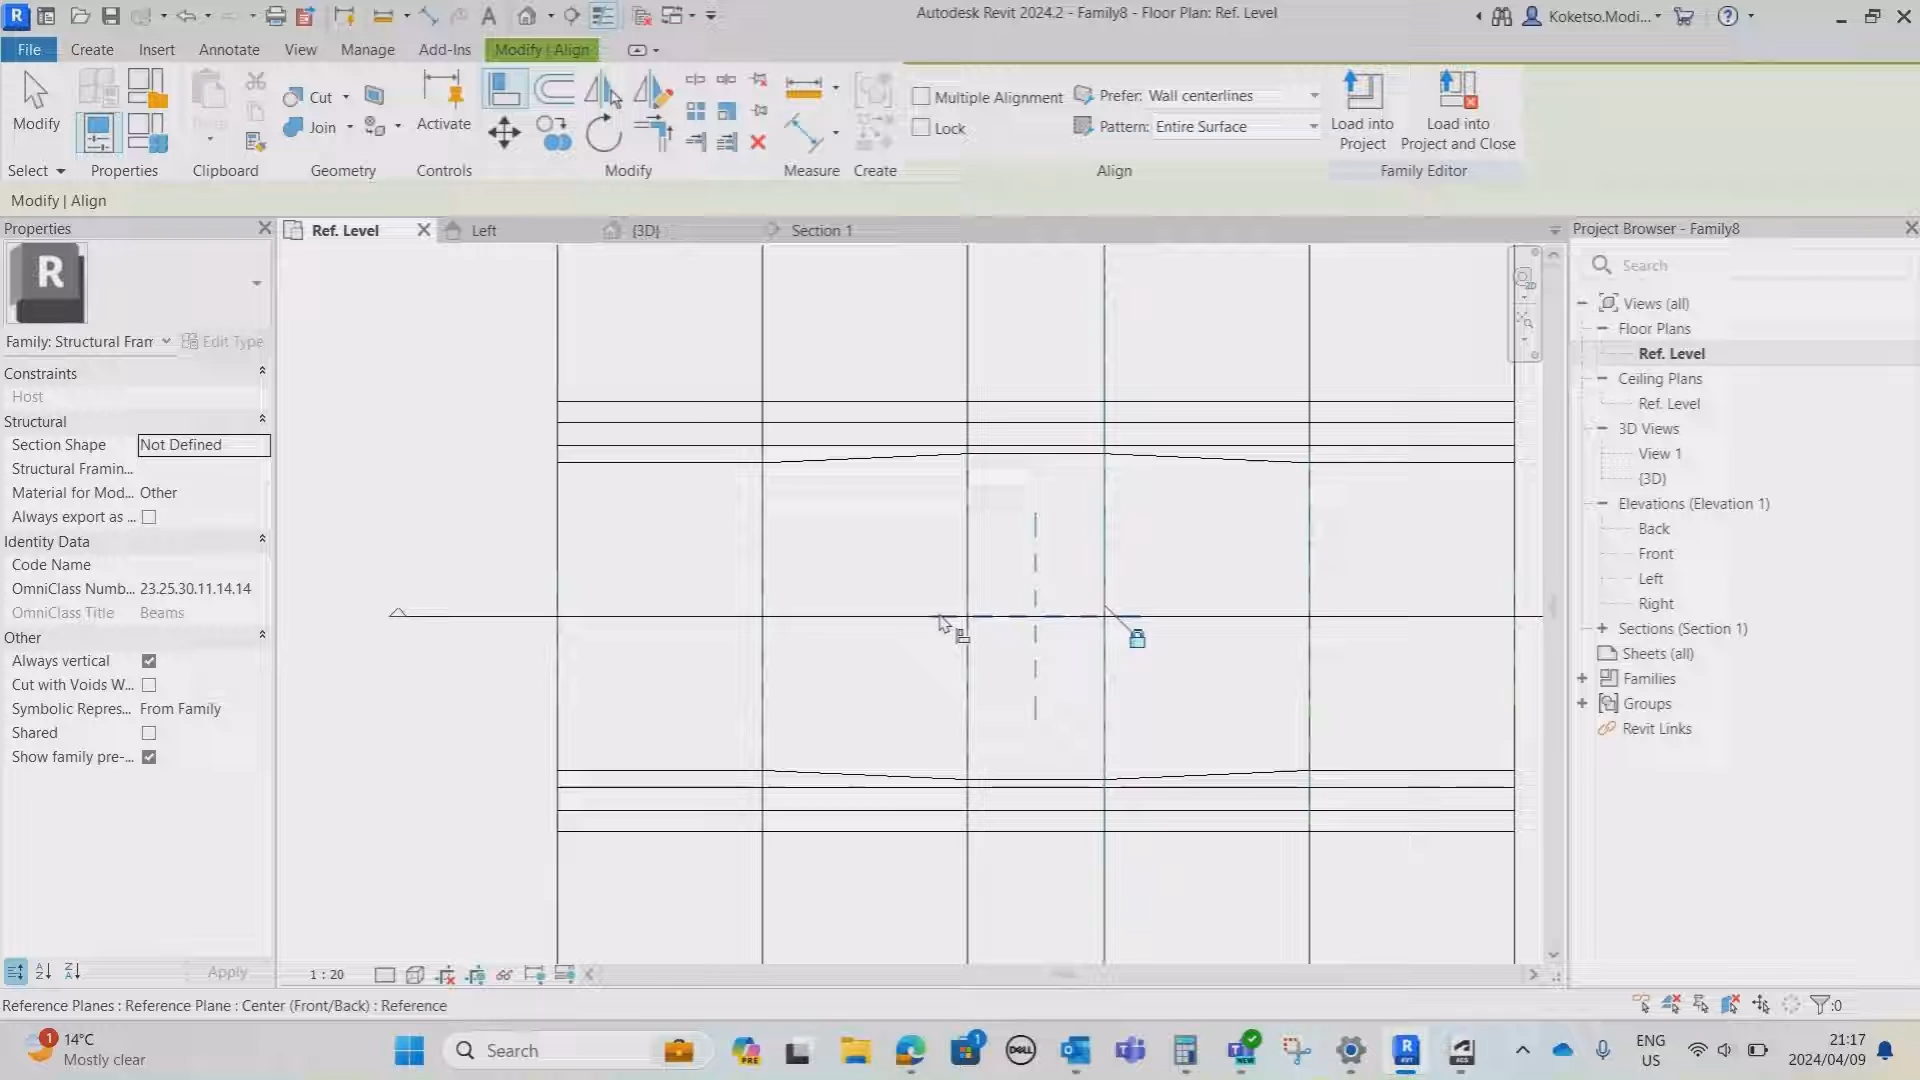 Autodesk Revit 2024.2 - Family8 - Floor Plan: Ref. Level
Koketso.Modi...
File Create Insert Annotate View Manage Add-Ins Modify | Align
Modify
Cut
Join
Activate
Multiple Alignment
Lock
Prefer: Wall centerlines
Pattern: Entire Surface
Load into
Project
Load into
Project and Close
Select Properties Clipboard Geometry Controls Modify Measure Create Align Family Editor
Modify | Align
Properties
R
Family: Structural Fram
Edit Type
Constraints
Host
Structural
Section Shape Not Defined
Structural Framin...
Material for Mod... Other
Always export as ...
Identity Data
Code Name
OmniClass Numb... 23.25.30.11.14.14
OmniClass Title Beams
Other
Always vertical
Cut with Voids W...
Symbolic Repres... From Family
Shared
Show family pre-...
Apply
Ref. Level Left {3D} Section 1
1 : 20
Project Browser - Family8
Search
Views (all)
Floor Plans
Ref. Level
Ceiling Plans
Ref. Level
3D Views
View 1
{3D}
Elevations (Elevation 1)
Back
Front
Left
Right
Sections (Section 1)
Sheets (all)
Families
Groups
Revit Links
Reference Planes : Reference Plane : Center (Front/Back) : Reference
:0
1
14°C
Mostly clear
Search
PRE
1
DELL
NEW
ENG
US
21:17
2024/04/09